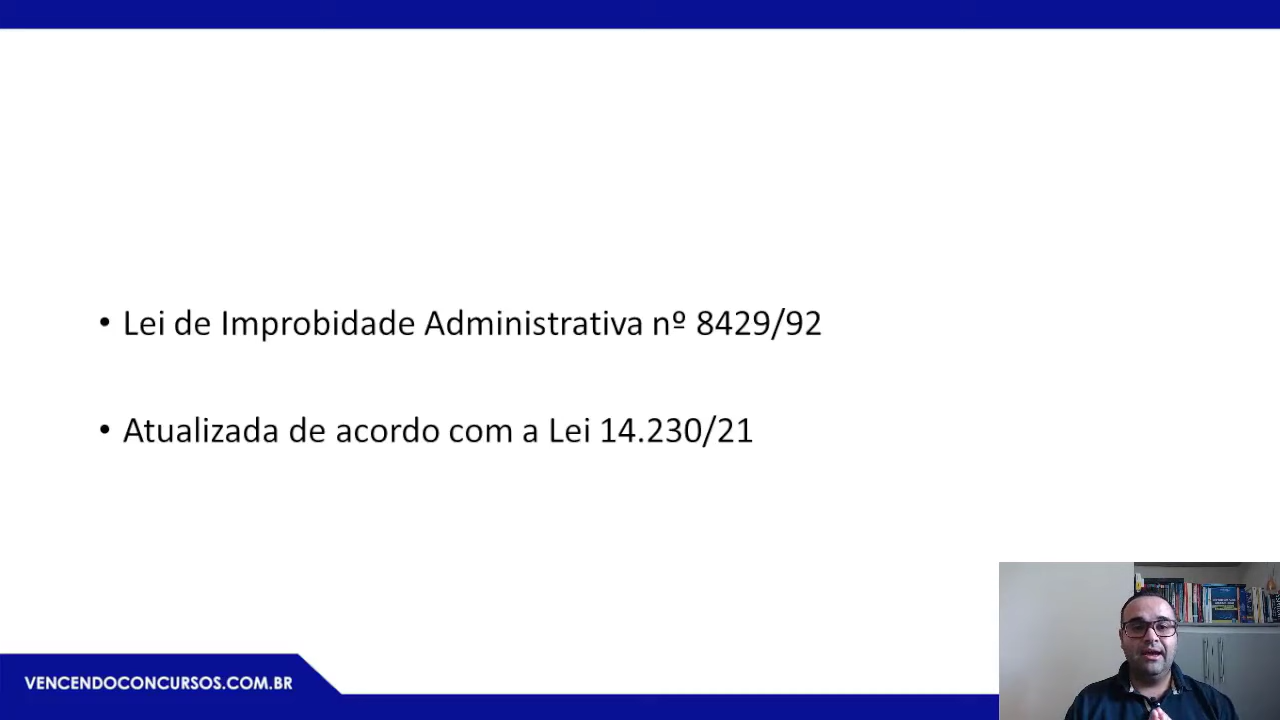 • Lei de Improbidade Administrativa nº 8429/92
• Atualizada de acordo com a Lei 14.230/21
VENCENDOCONCURSOS.COM.BR